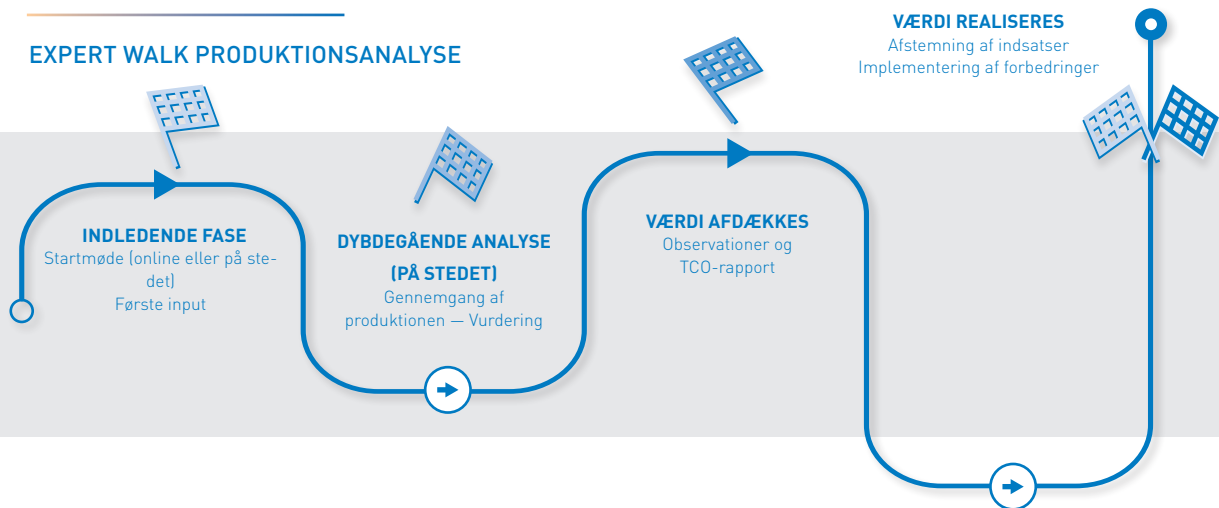 EXPERT WALK PRODUKTIONSANALYSE
INDLEDENDE FASE
Startmøde (online eller på ste-
det)
Første input
DYBDEGÅENDE ANALYSE
(PÅ STEDET)
Gennemgang af
produktionen — Vurdering
VÆRDI AFDÆKKES
Observationer og
TCO-rapport
VÆRDI REALISERES
Afstemning af indsatser
Implementering af forbedringer